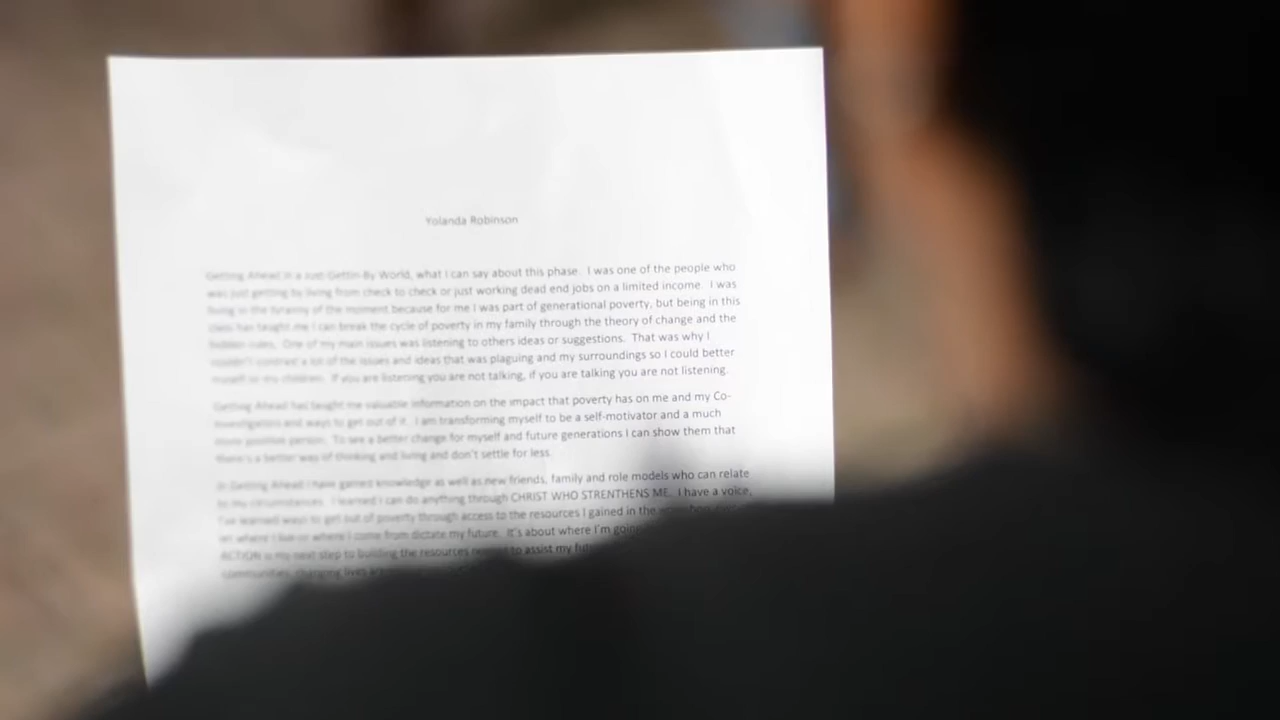 Yolanda Robinson
Getting Ahead in a Just Gettin By World, what I can say about this phase. I was one of the people who
was just getting by living from check to check or just working dead end jobs on a limited income. I was
living in the tyranny of the moment because for me I was part of generational poverty, but being in this
class has taught me I can break the cycle of poverty in my family through the theory of change and the
hidden rules. One of my main issues was listening to others ideas or suggestions. That was why I
a lot of the issues and ideas that was plaguing and my surroundings so I could better
myself or my children. If you are listening you are not talking, if you are talking you are not listening.
Getting Ahead has taught me valuable information on the impact that poverty has on me and my Co-
investigators and ways to get out of it. I am transforming myself to be a self-motivator and a much
more positive person. To see a better change for myself and future generations I can show them that
there's a better way of thinking and living and don't settle for less.
In Getting Ahead I have gained knowledge as well as new friends, family and role models who can relate
to my circumstances. I learned I can do anything through CHRIST WHO STRENTHENS ME. I have a voice,
I've learned ways to get out of poverty through access to the resources I gained in the
where I live or where I come from dictate my future. It's about where I'm going
ACTION is my next step to building the resources to assist my
communities, changing lives